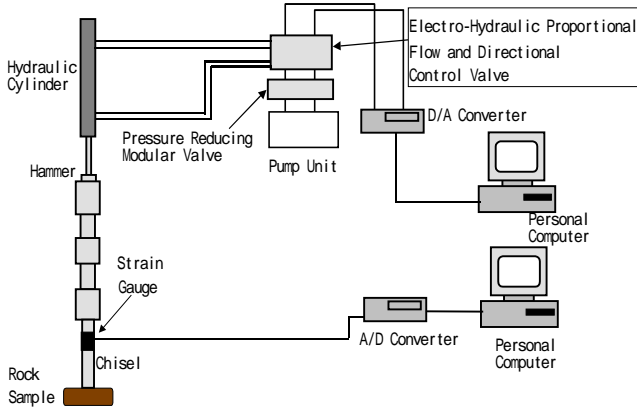 Electro-Hydraulic Proportional
Flow and Directional
Control Valve
Hydraulic
Cylinder
D/A Converter
Pressure Reducing
Modular Valve
Pump Unit
Hammer
Personal
Computer
Strain
Gauge
A/D Converter
Personal
Computer
Chisel
Rock
Sample